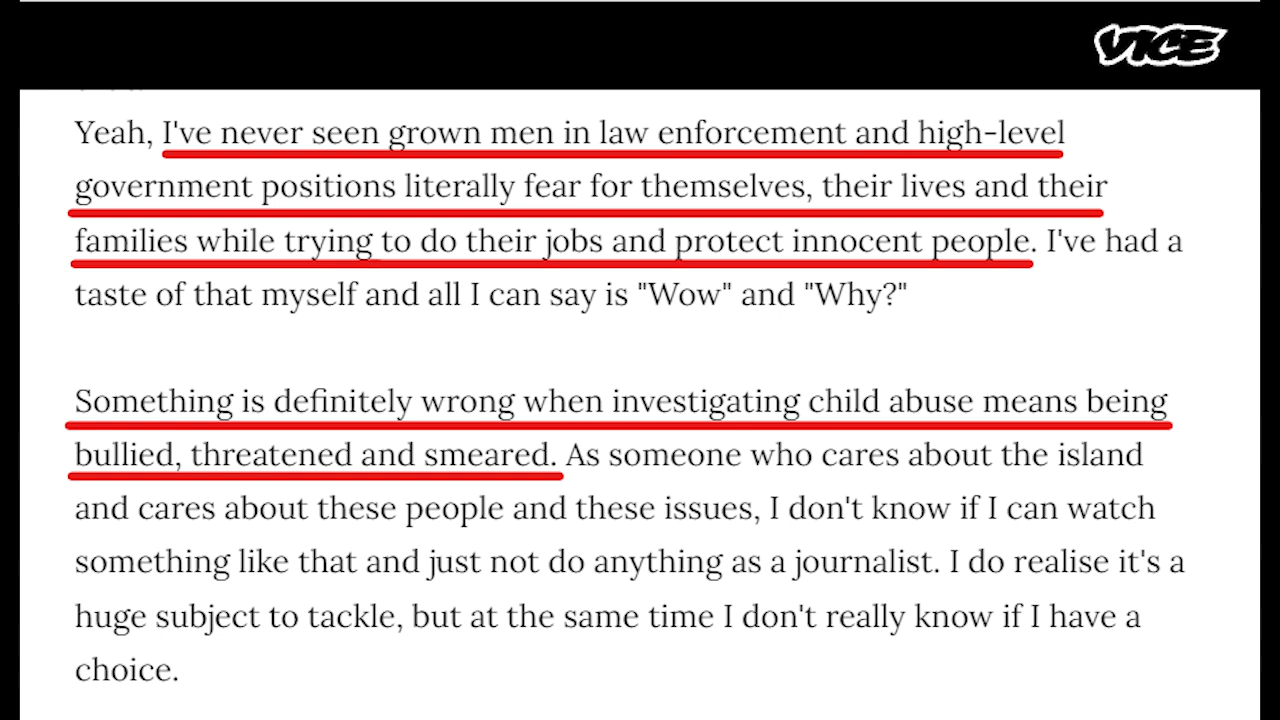 VICE
Yeah, I've never seen grown men in law enforcement and high-level
government positions literally fear for themselves, their lives and their
families while trying to do their jobs and protect innocent people. I've had a
taste of that myself and all I can say is "Wow" and "Why?"
Something is definitely wrong when investigating child abuse means being
bullied, threatened and smeared. As someone who cares about the island
and cares about these people and these issues, I don't know if I can watch
something like that and just not do anything as a journalist. I do realise it's a
huge subject to tackle, but at the same time I don't really know if I have a
choice.